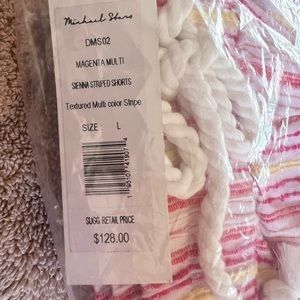 Michael Stars
DMS02
MAGENTA MULTI
SIENNA STRIPED SHORTS
Textured Multi color Stripe
SIZE : L
SUGG. RETAIL PRICE
$128.00